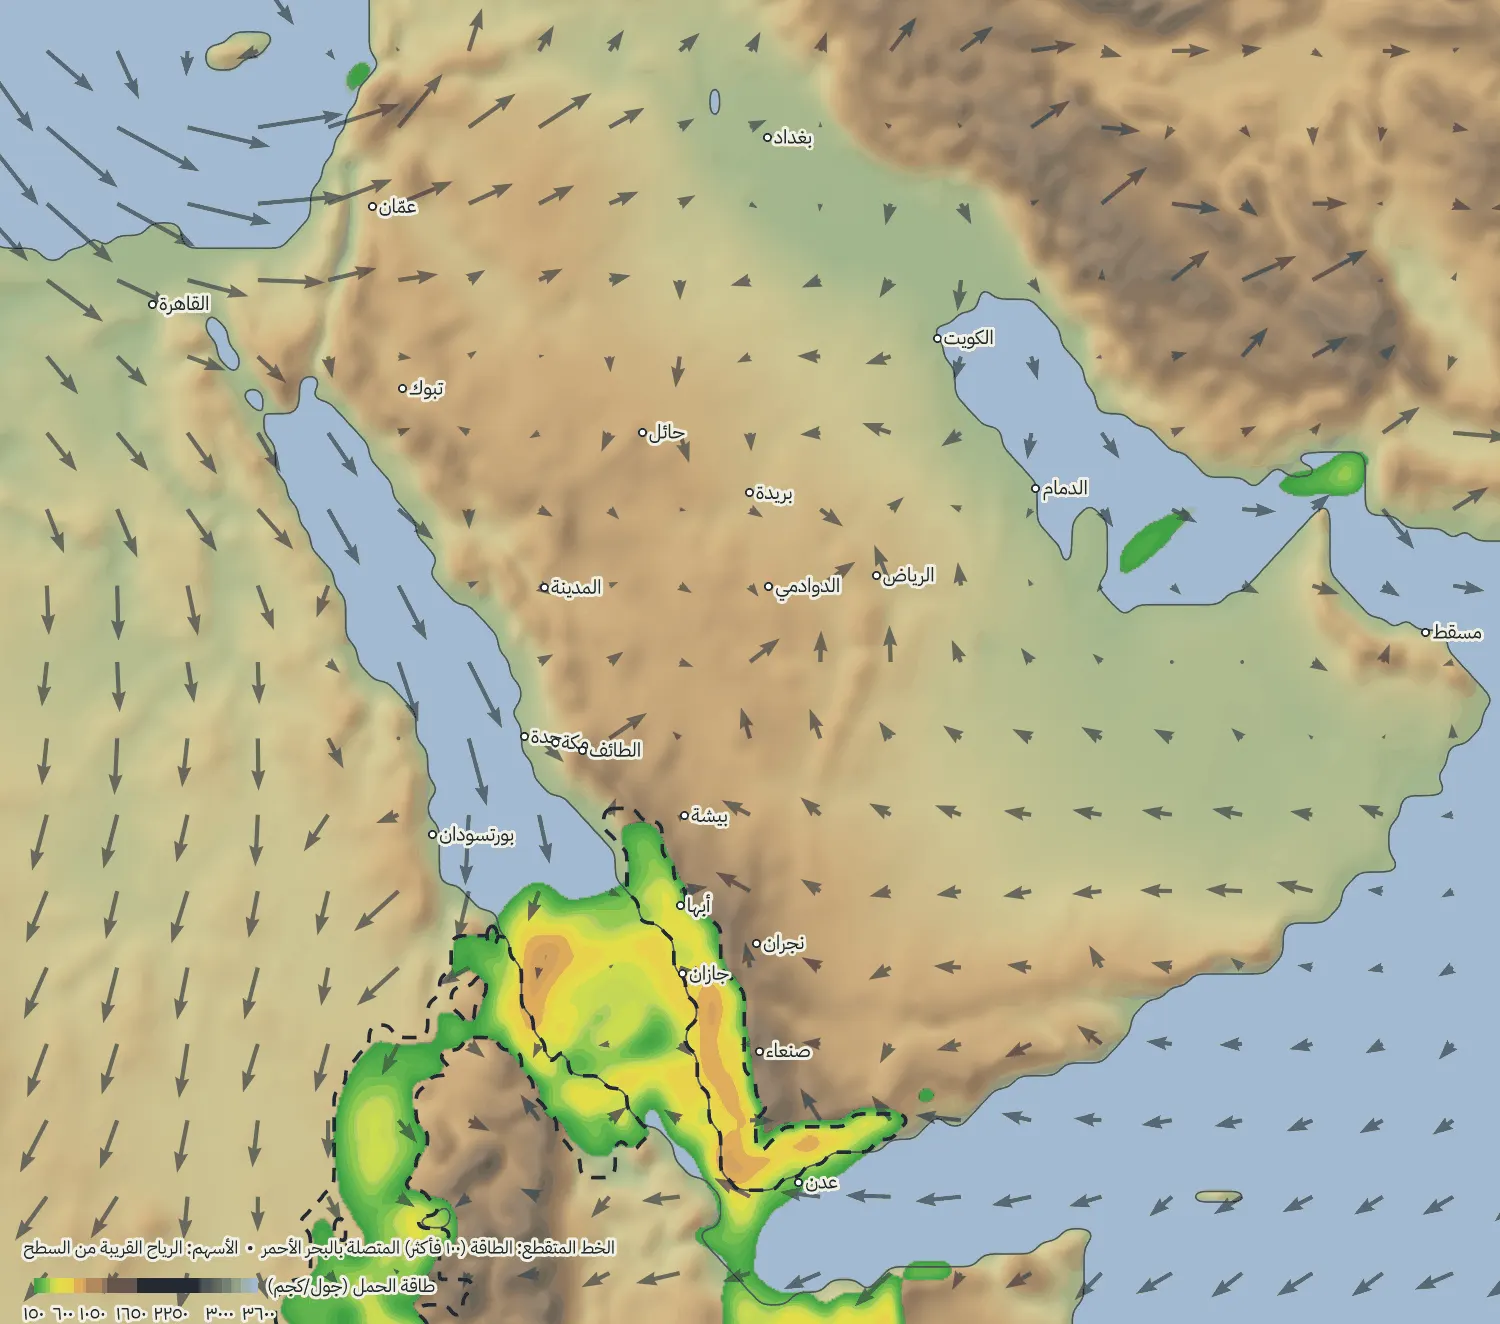 بغداد
عمّان
القاهرة
الكويت
تبوك
حائل
بريدة
الدمام
الرياض
الدوادمي
المدينة
مسقط
جدة
مكة
الطائف
بيشة
بورتسودان
أبها
نجران
جازان
صنعاء
عدن
الخط المتقطع: الطاقة (١٠٠ فأكثر) المتصلة بالبحر الأحمر • الأسهم: الرياح القريبة من السطح
طاقة الحمل (جول/كجم)
١٥٠ ٦٠٠ ١٠٥٠ ١٦٥٠ ٢٢٥٠ ٣٠٠٠ ٣٦٠٠